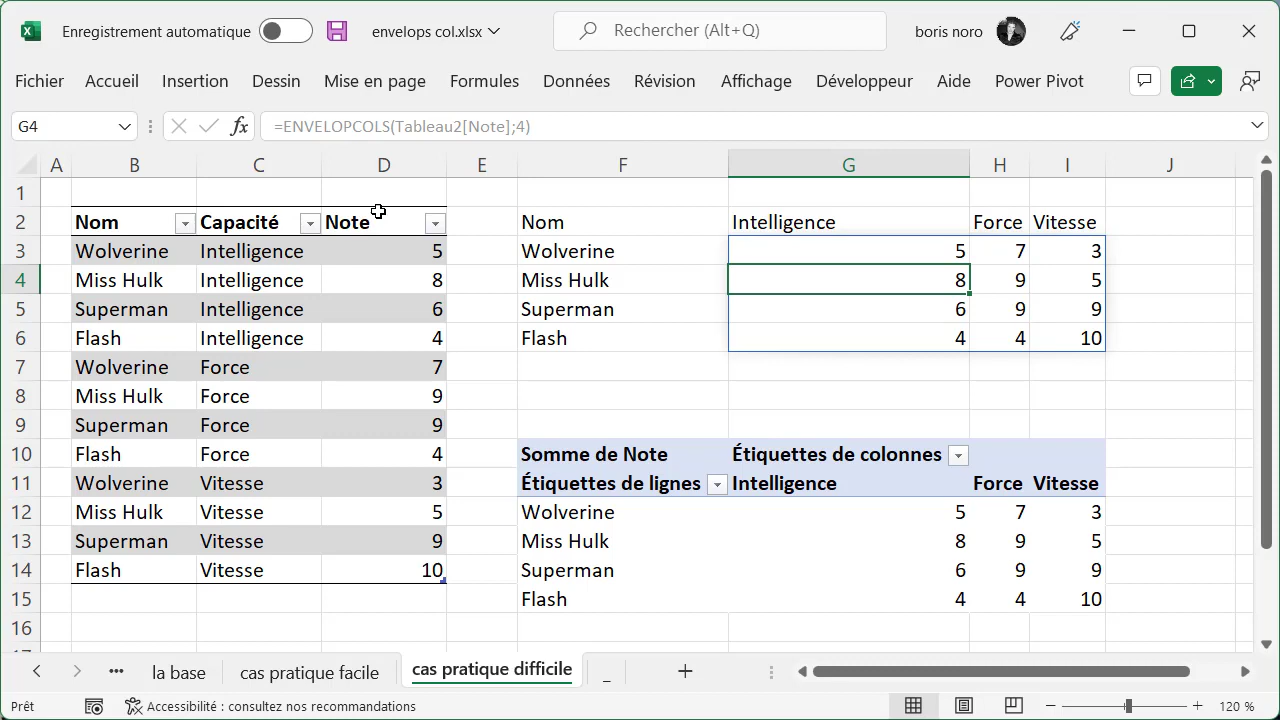 Enregistrement automatique envelops col.xlsx Rechercher (Alt+Q) boris noro
Fichier Accueil Insertion Dessin Mise en page Formules Données Révision Affichage Développeur Aide Power Pivot
G4 fx =ENVELOPCOLS(Tableau2[Note];4)
A B C D E F G H I J
1
2 Nom Capacité Note Nom Intelligence Force Vitesse
3 Wolverine Intelligence 5 Wolverine 5 7 3
4 Miss Hulk Intelligence 8 Miss Hulk 8 9 5
5 Superman Intelligence 6 Superman 6 9 9
6 Flash Intelligence 4 Flash 4 4 10
7 Wolverine Force 7
8 Miss Hulk Force 9
9 Superman Force 9
10 Flash Force 4 Somme de Note Étiquettes de colonnes
11 Wolverine Vitesse 3 Étiquettes de lignes Intelligence Force Vitesse
12 Miss Hulk Vitesse 5 Wolverine 5 7 3
13 Superman Vitesse 9 Miss Hulk 8 9 5
14 Flash Vitesse 10 Superman 6 9 9
15 Flash 4 4 10
16
la base cas pratique facile cas pratique difficile _
Prêt Accessibilité : consultez nos recommandations 120 %